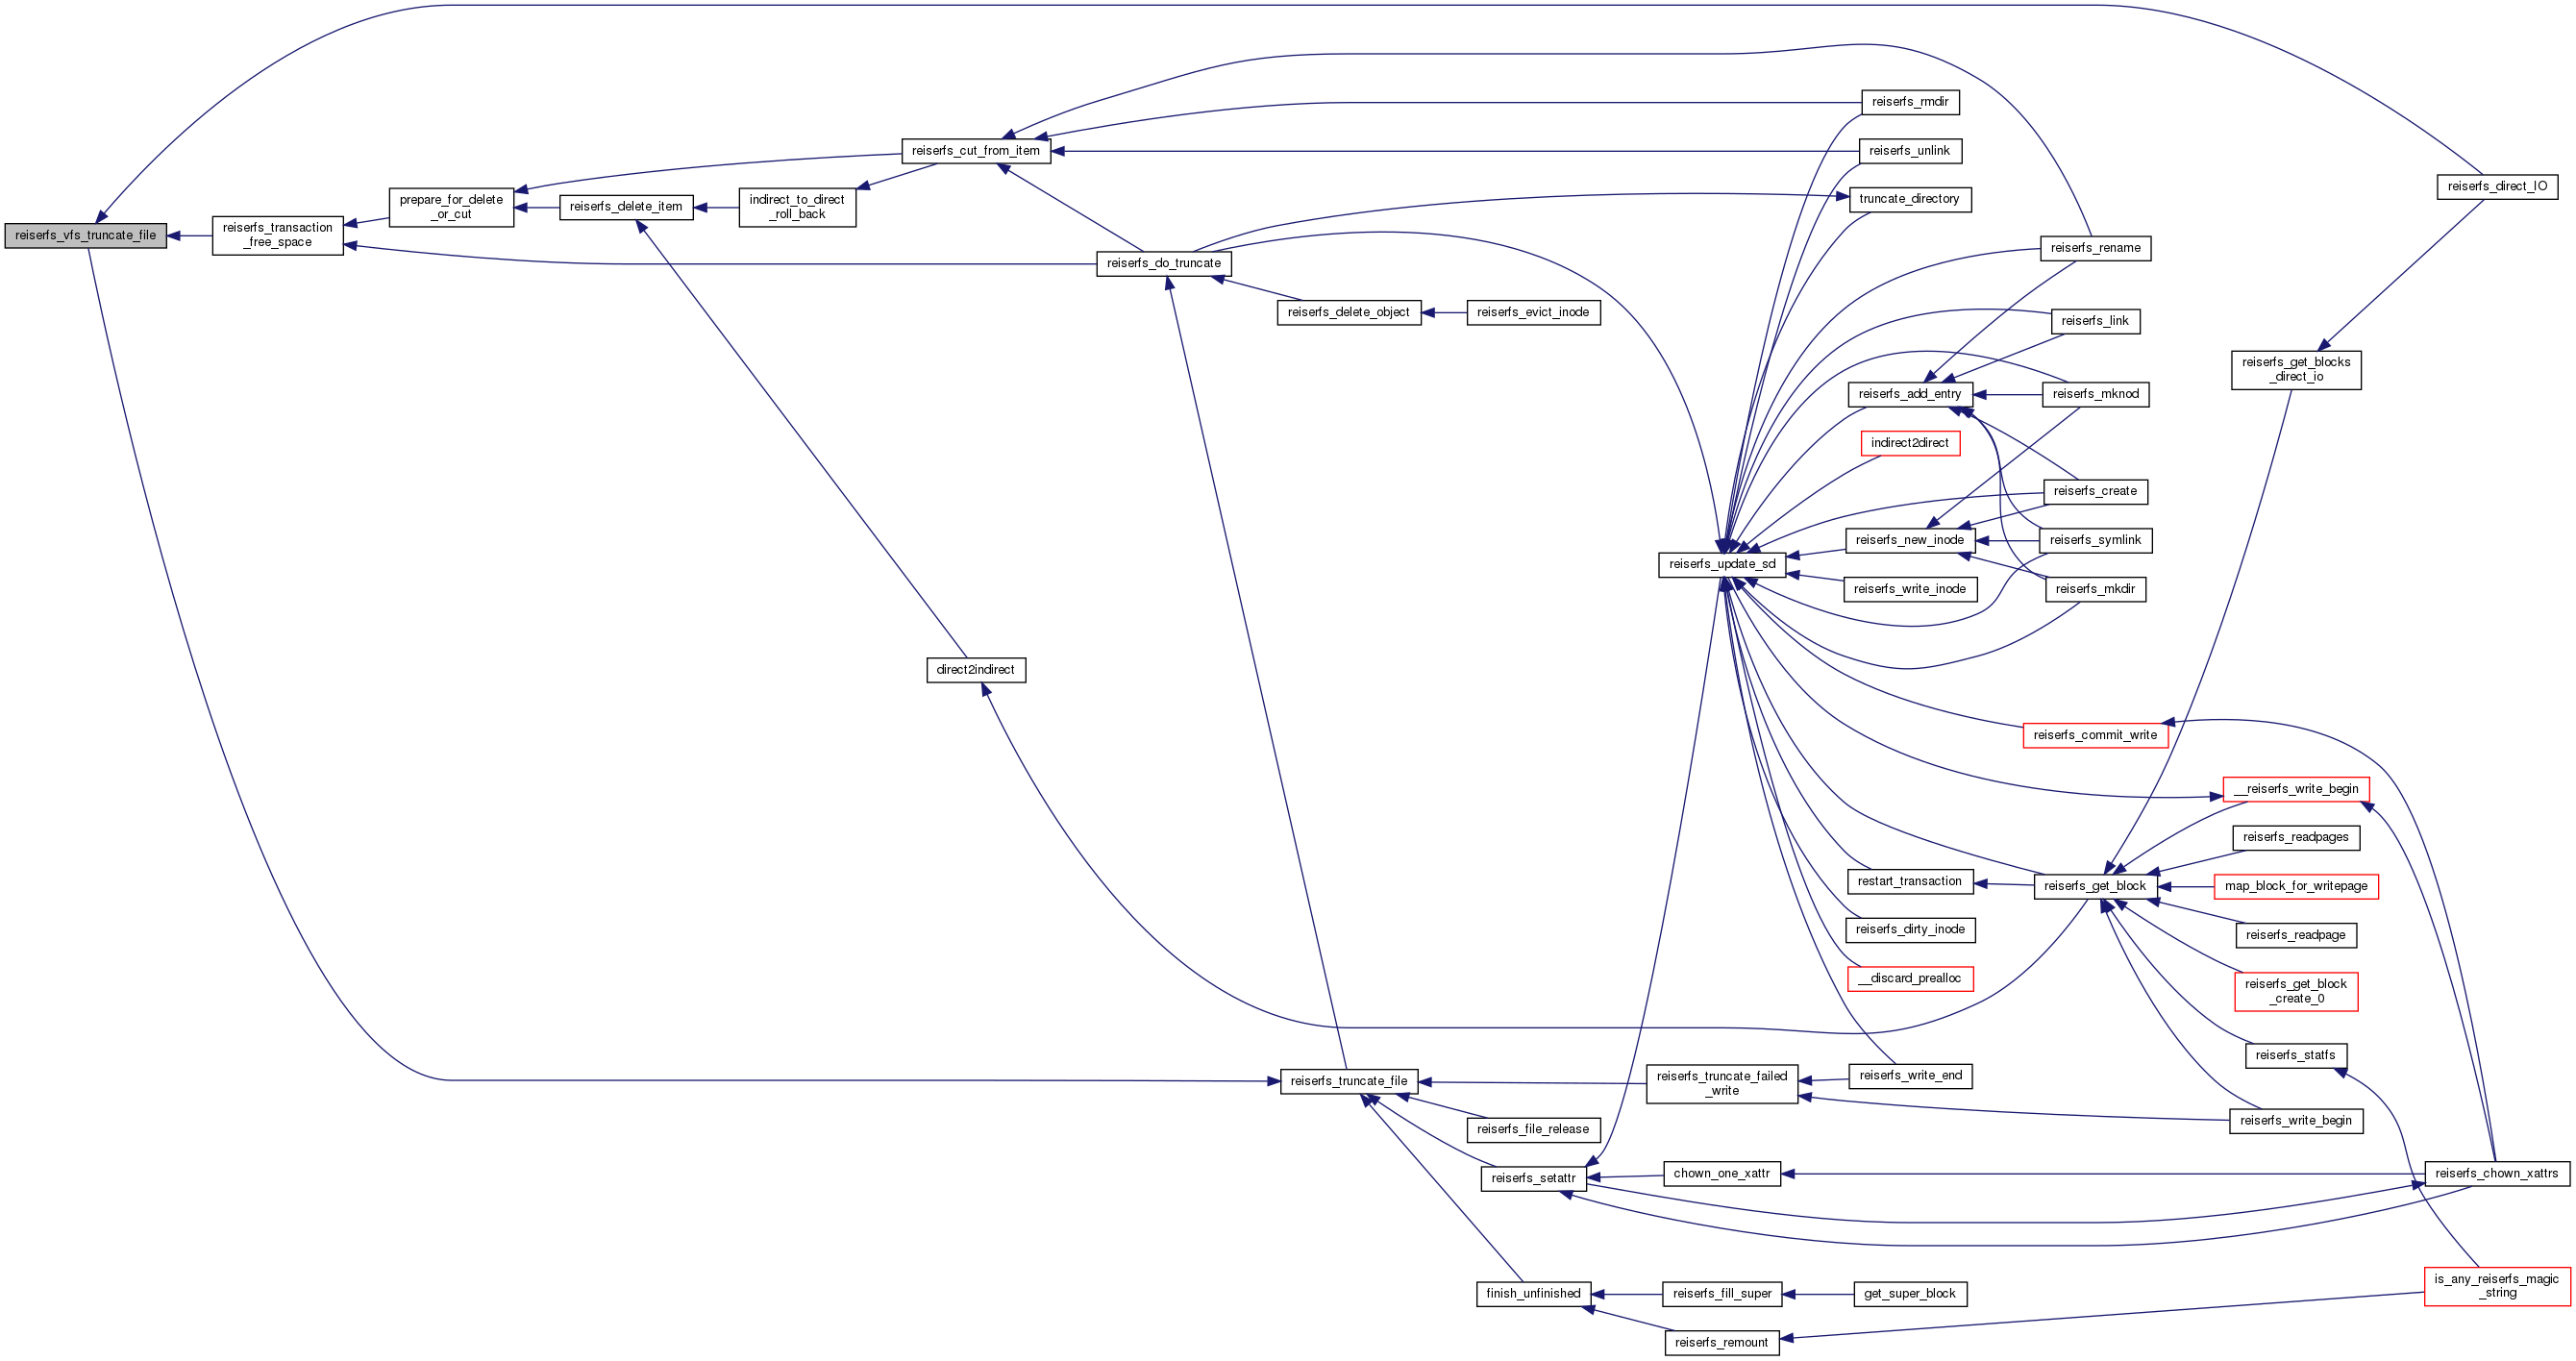 reiserfs_vfs_truncate_file
reiserfs_transaction
_free_space
prepare_for_delete
_or_cut
reiserfs_delete_item
indirect_to_direct
_roll_back
reiserfs_cut_from_item
direct2indirect
reiserfs_do_truncate
reiserfs_delete_object
reiserfs_evict_inode
reiserfs_truncate_file
reiserfs_file_release
reiserfs_setattr
finish_unfinished
reiserfs_update_sd
reiserfs_truncate_failed
_write
chown_one_xattr
reiserfs_fill_super
reiserfs_remount
get_super_block
reiserfs_rmdir
reiserfs_unlink
truncate_directory
reiserfs_add_entry
indirect2direct
reiserfs_new_inode
reiserfs_write_inode
restart_transaction
reiserfs_dirty_inode
__discard_prealloc
reiserfs_write_end
reiserfs_rename
reiserfs_link
reiserfs_mknod
reiserfs_create
reiserfs_symlink
reiserfs_mkdir
reiserfs_commit_write
reiserfs_get_block
reiserfs_get_blocks
_direct_io
__reiserfs_write_begin
reiserfs_readpages
map_block_for_writepage
reiserfs_readpage
reiserfs_get_block
_create_0
reiserfs_statfs
reiserfs_write_begin
reiserfs_direct_IO
reiserfs_chown_xattrs
is_any_reiserfs_magic
_string